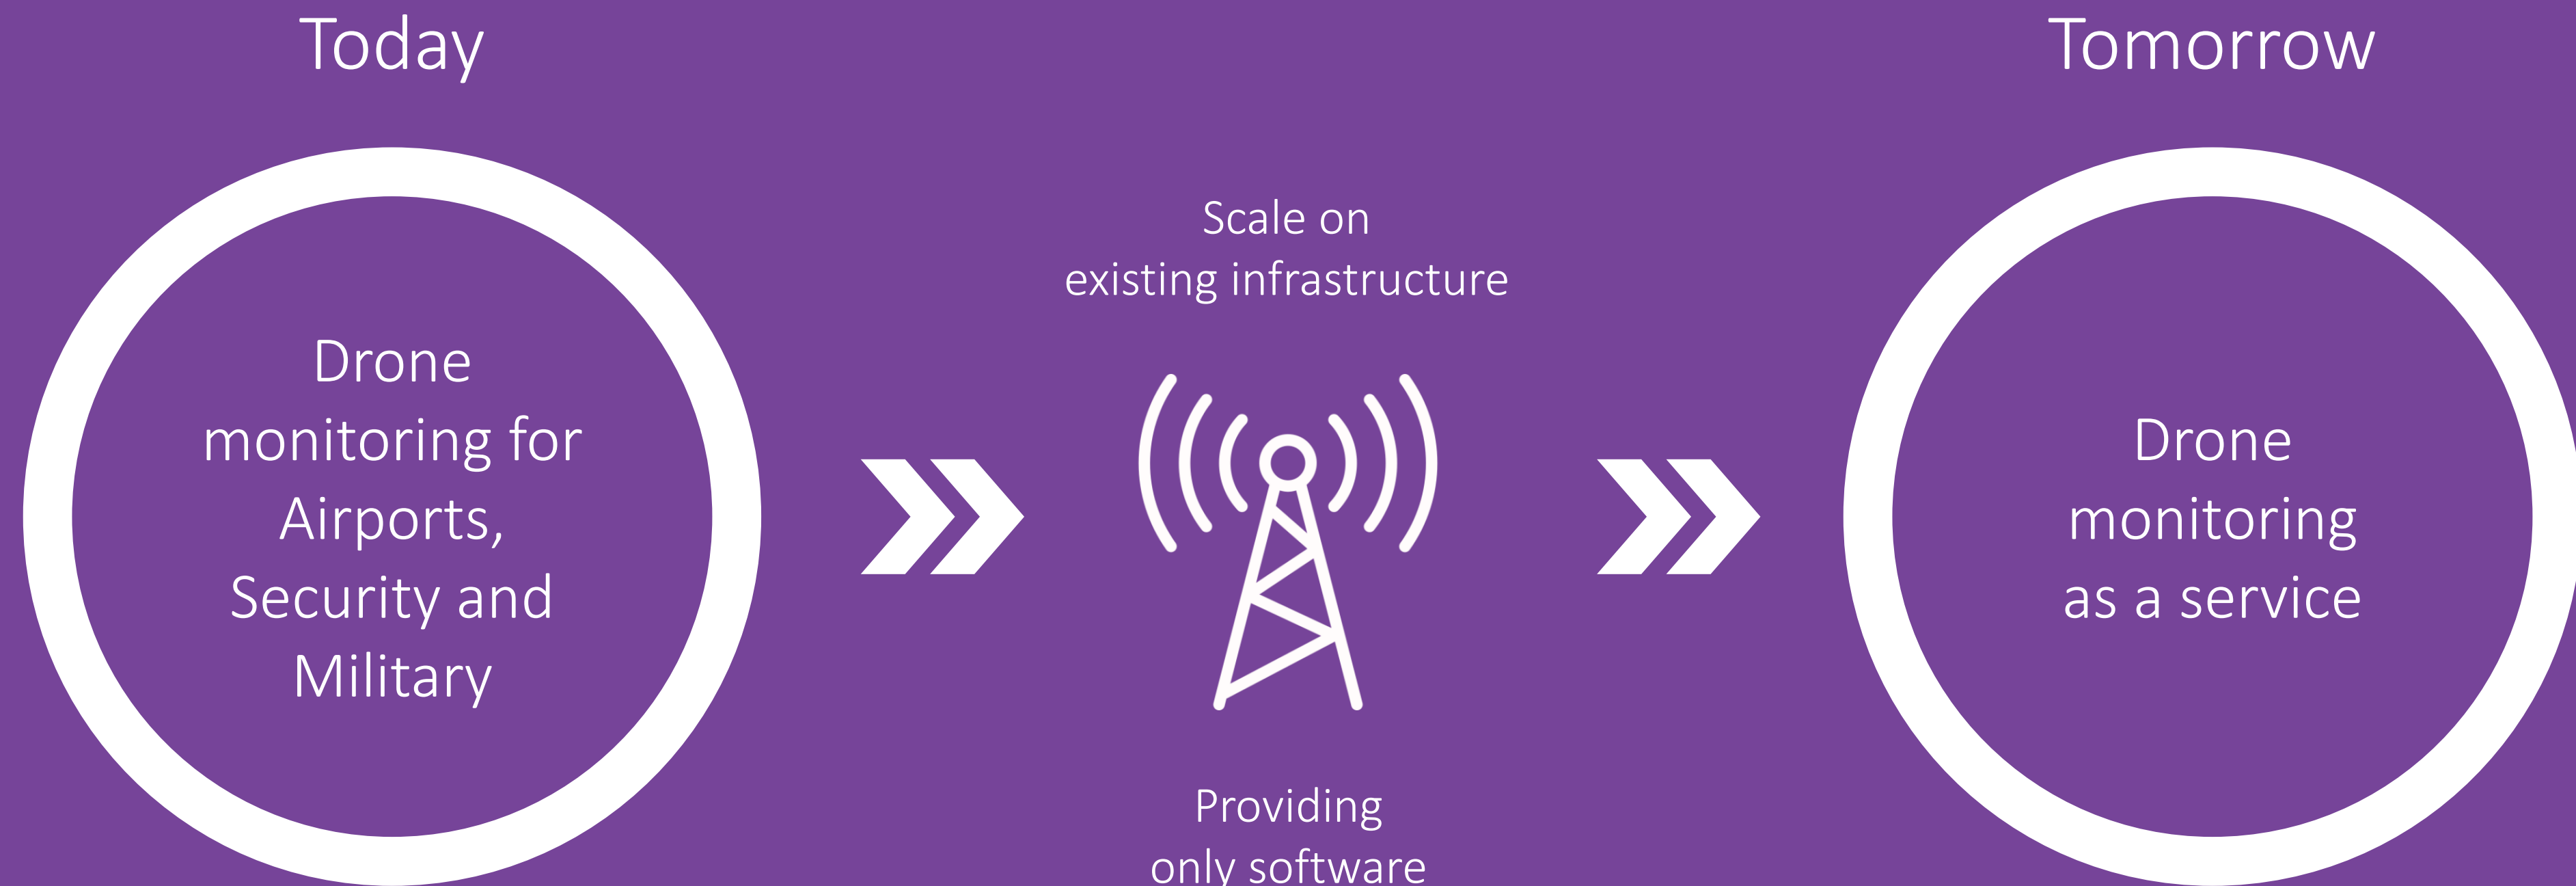 Today
Drone
monitoring for
Airports,
Security and
Military
Scale on
existing infrastructure
Providing
only software
Tomorrow
Drone
monitoring
as a service